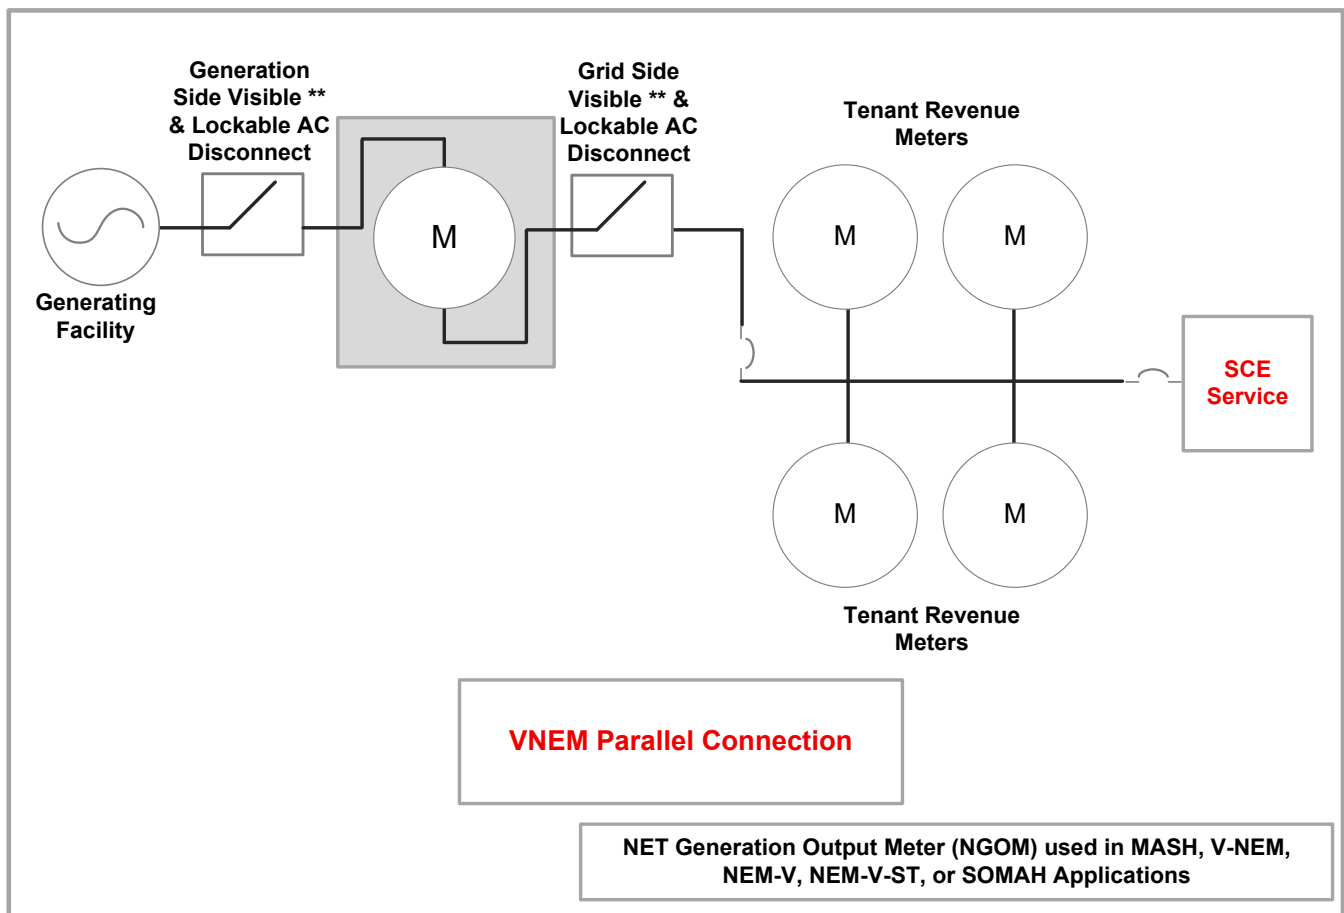 Generation
Side Visible **
& Lockable AC
Disconnect
Grid Side
Visible ** &
Lockable AC
Disconnect
Tenant Revenue
Meters
M
M
M
Generating
Facility
SCE
Service
M
M
Tenant Revenue
Meters
VNEM Parallel Connection
NET Generation Output Meter (NGOM) used in MASH, V-NEM,
NEM-V, NEM-V-ST, or SOMAH Applications